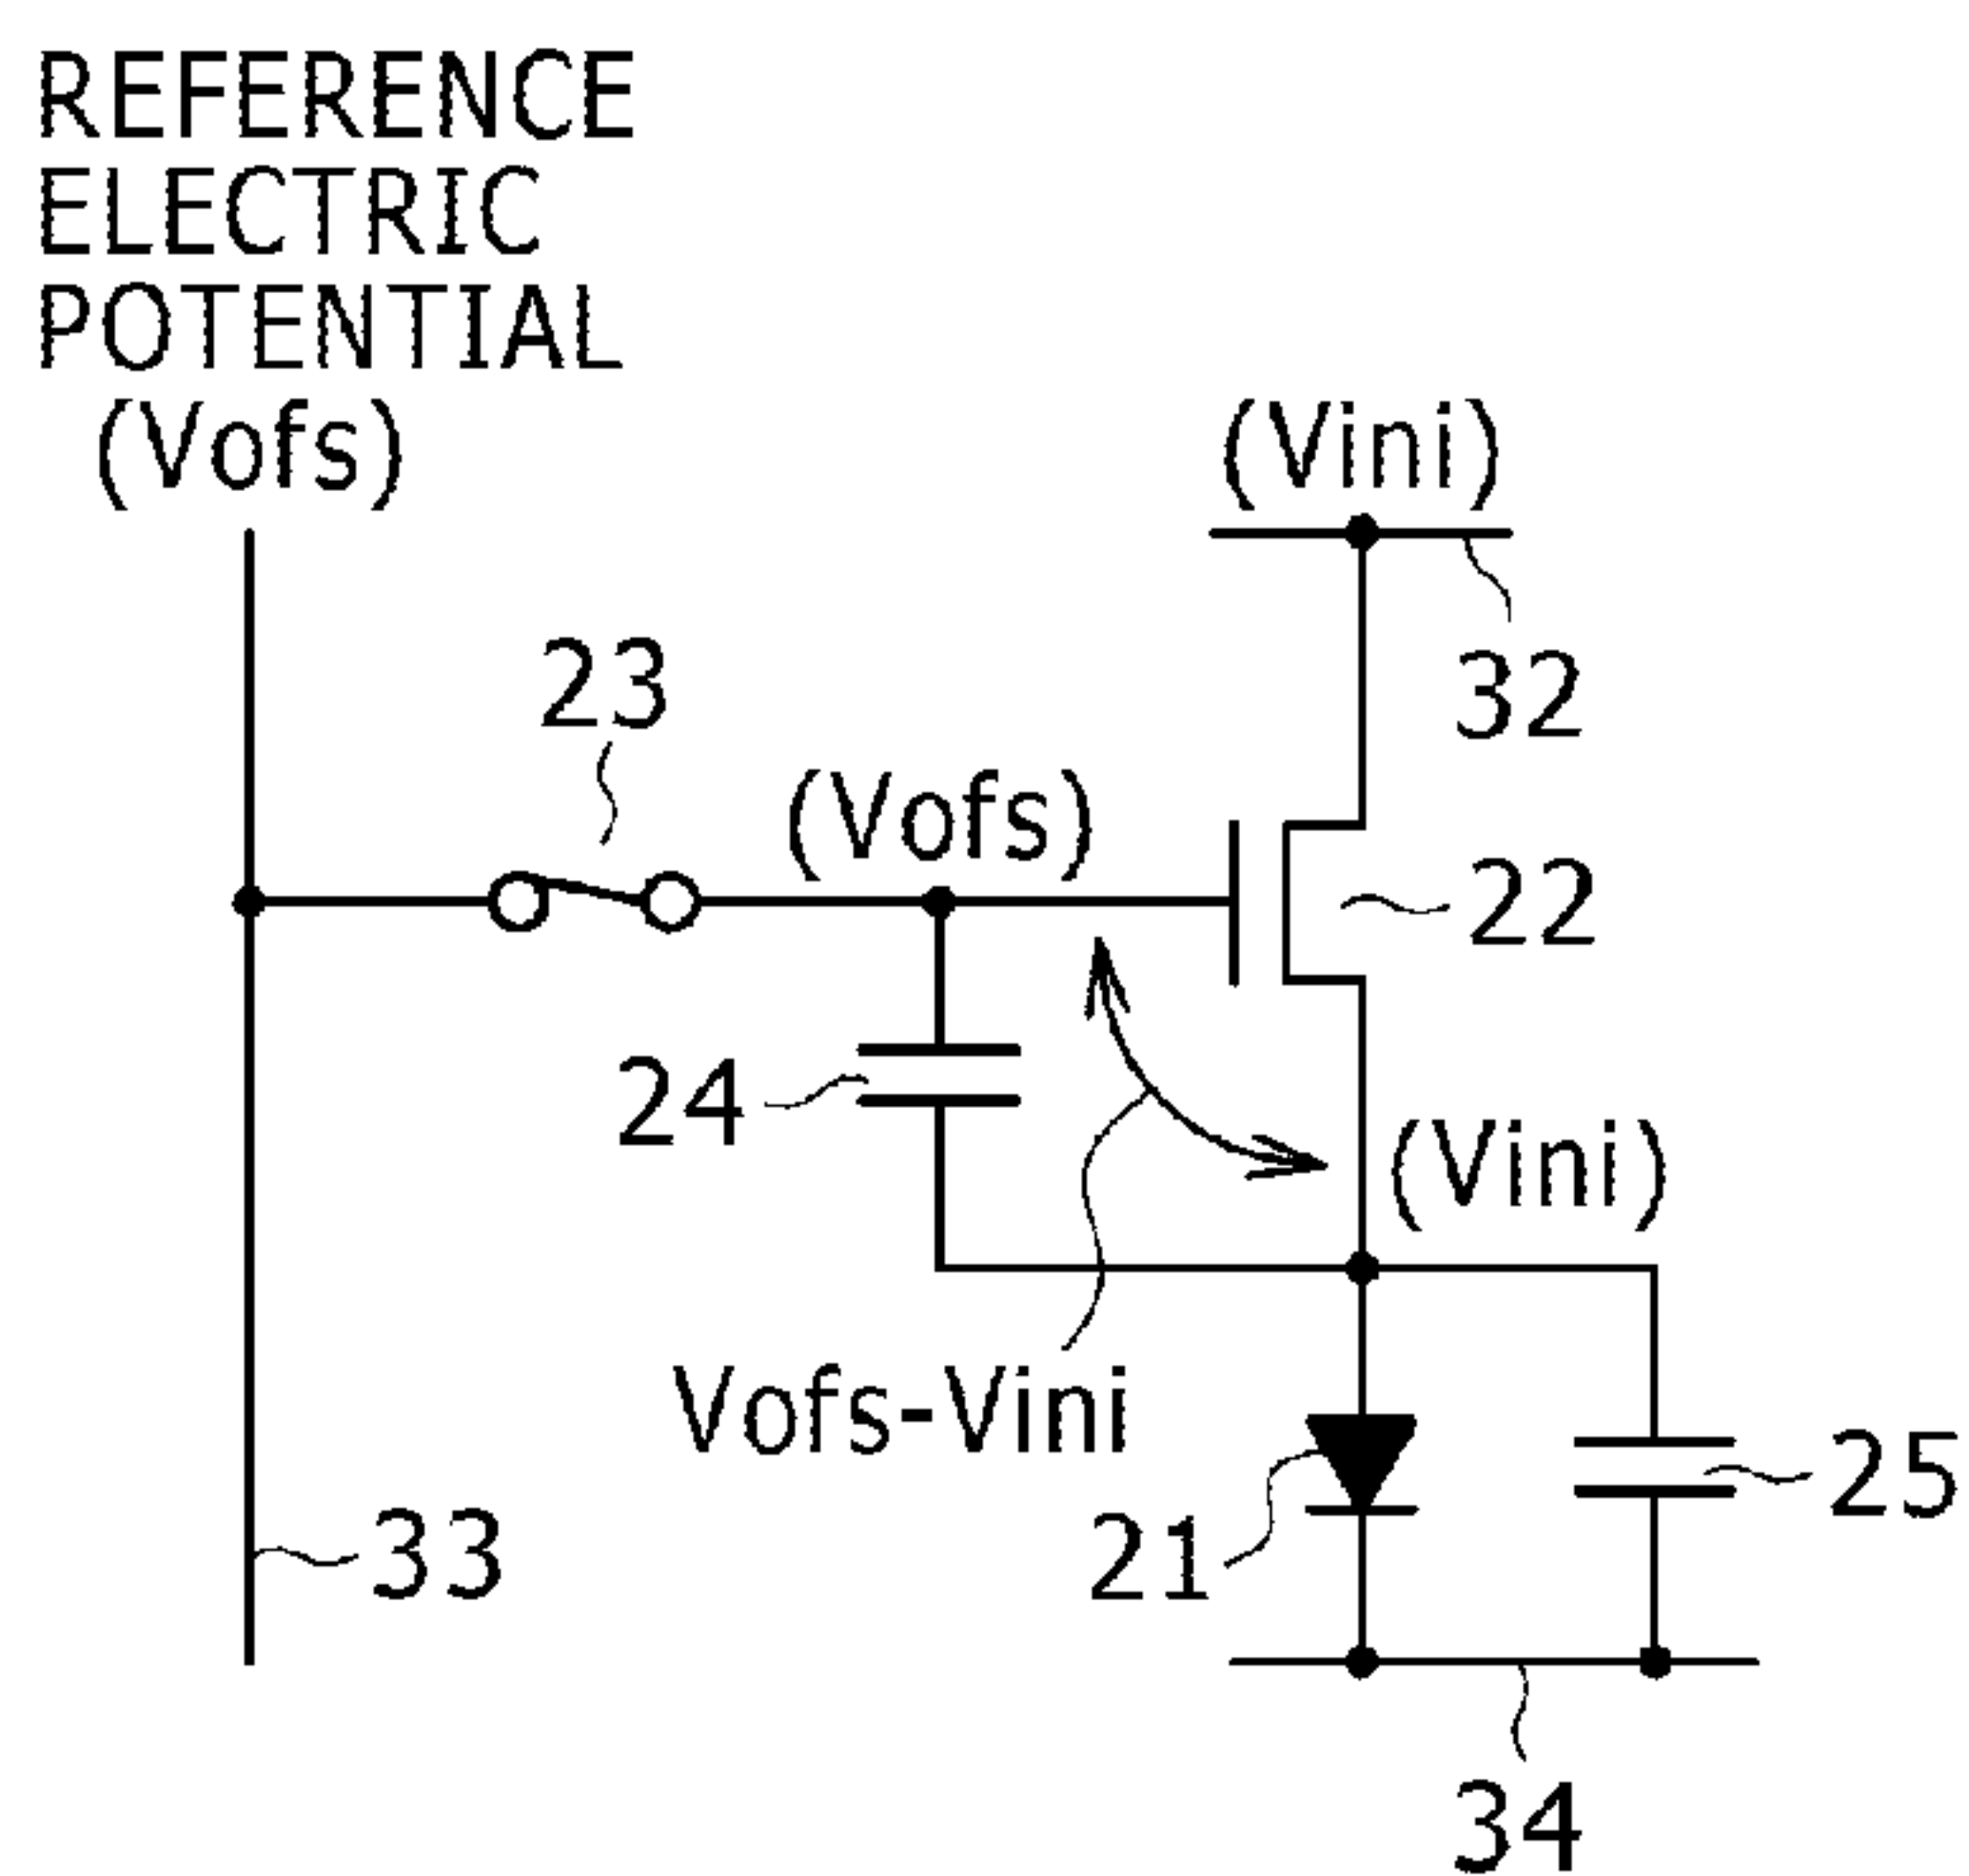 REFERENCE
ELECTRIC
POTENTIAL
(Vofs)
(Vini)
32
23
(Vofs)
22
24
(Vini)
Vofs-Vini
25
21
33
34